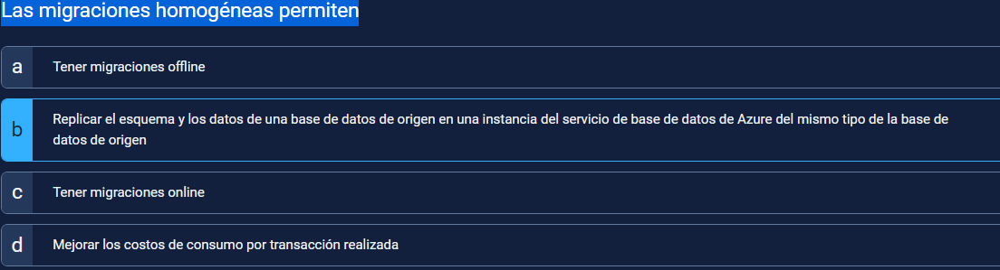 Las migraciones homogéneas permiten
a Tener migraciones offline
b Replicar el esquema y los datos de una base de datos de origen en una instancia del servicio de base de datos de Azure del mismo tipo de la base de
datos de origen
c Tener migraciones online
d Mejorar los costos de consumo por transacción realizada